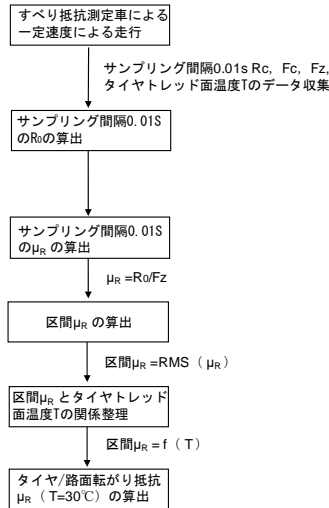 すべり抵抗測定車による
一定速度による走行
サンプリング間隔0.01s Rc, Fc, Fz,
タイヤトレッド面温度Tのデータ収集
サンプリング間隔0.01S
のR₀の算出
サンプリング間隔0.01S
のμR の算出
μR =R₀/Fz
区間μR の算出
区間μR =RMS ( μR )
区間μR とタイヤトレッド
面温度Tの関係整理
区間μR = f ( T )
タイヤ/路面転がり抵抗
μR ( T=30℃) の算出